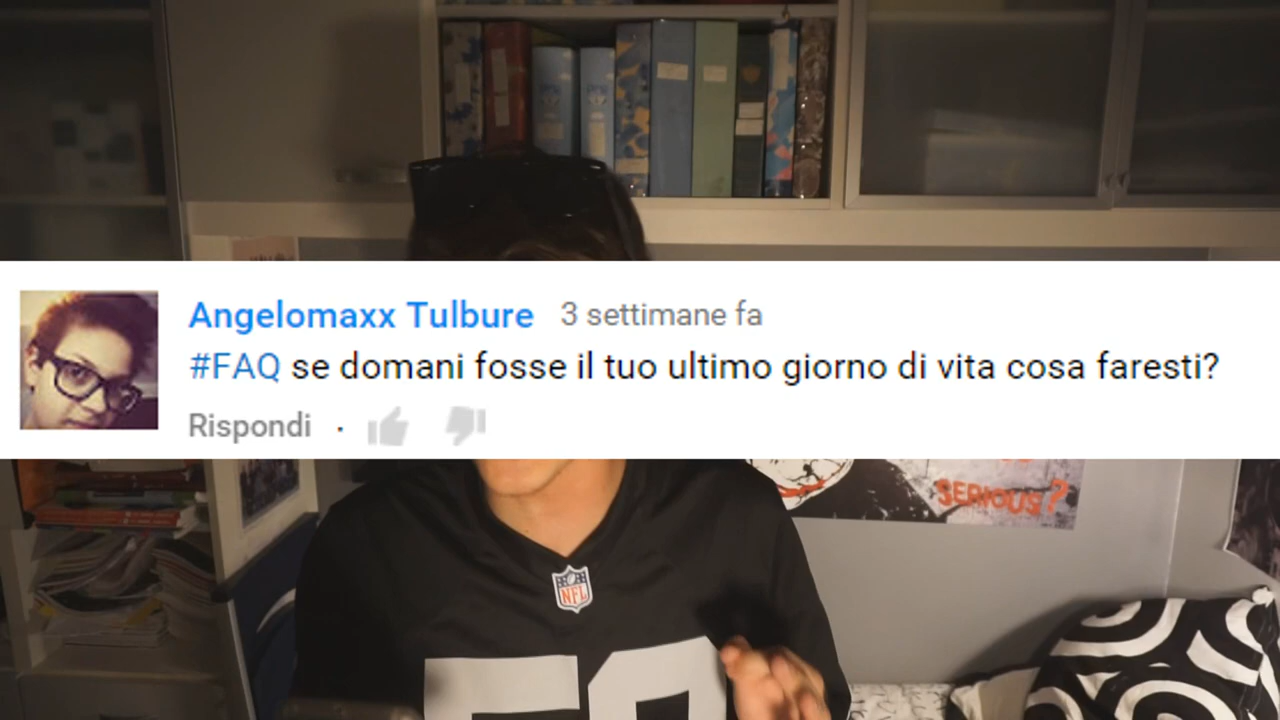 Angelomaxx Tulbure 3 settimane fa
#FAQ se domani fosse il tuo ultimo giorno di vita cosa faresti?
Rispondi ·
SERIOUS?
NFL